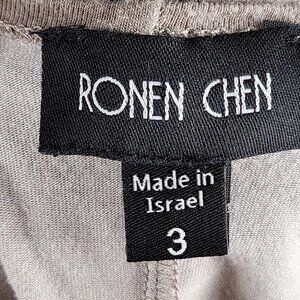 RONEN CHEN
Made in
Israel
3